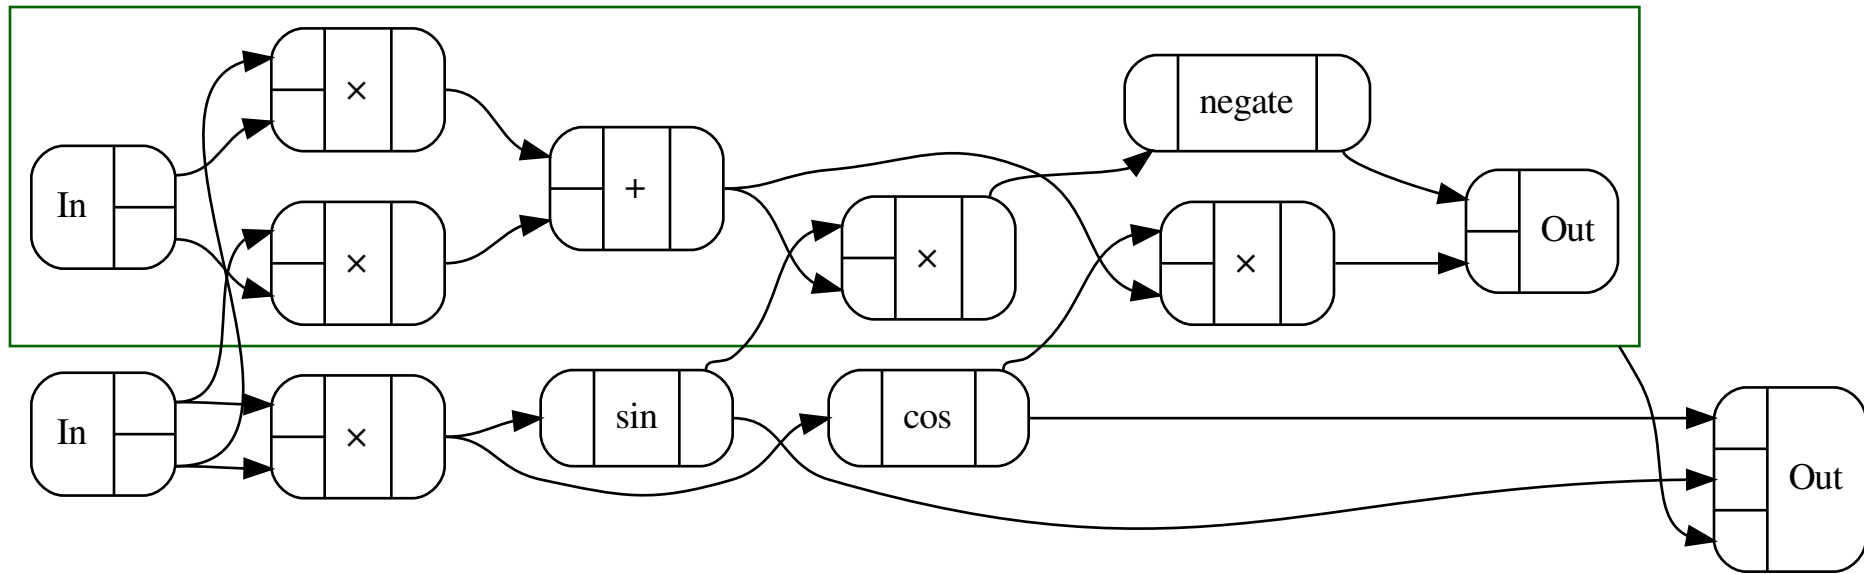 ×
negate
In
×
+
×
×
Out
In
×
sin
cos
Out